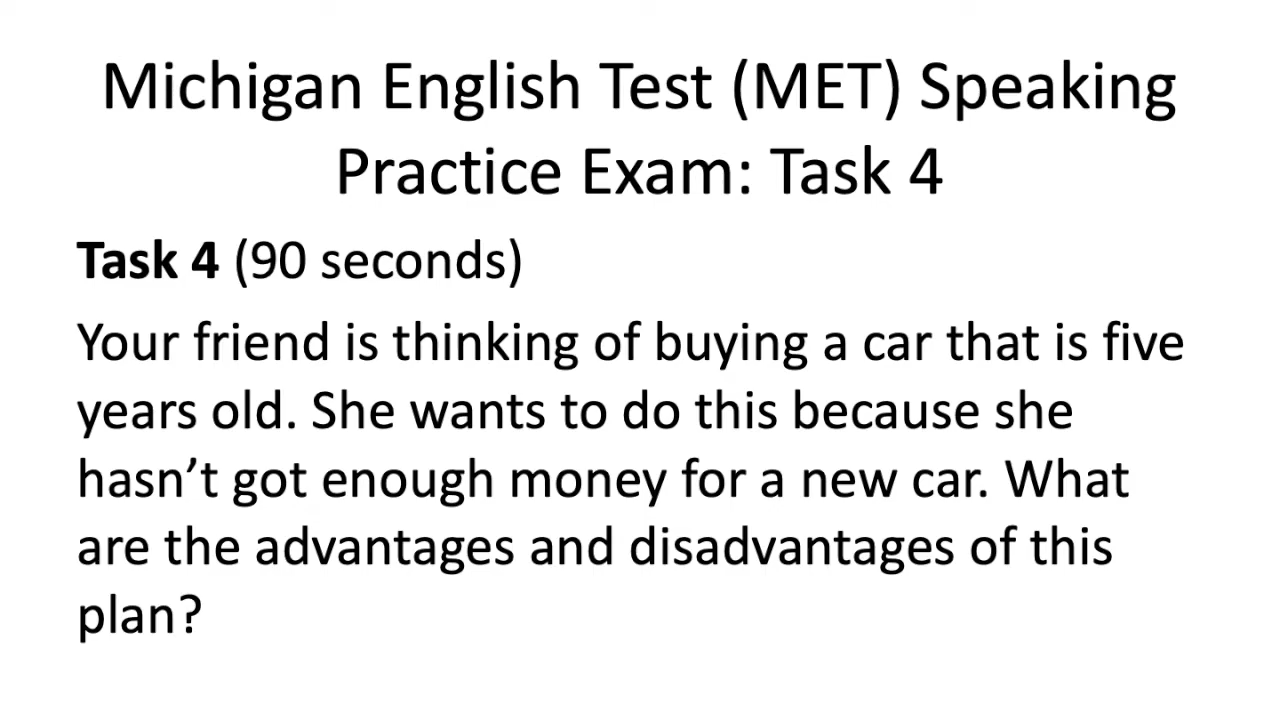 Michigan English Test (MET) Speaking
Practice Exam: Task 4
Task 4 (90 seconds)
Your friend is thinking of buying a car that is five
years old. She wants to do this because she
hasn’t got enough money for a new car. What
are the advantages and disadvantages of this
plan?